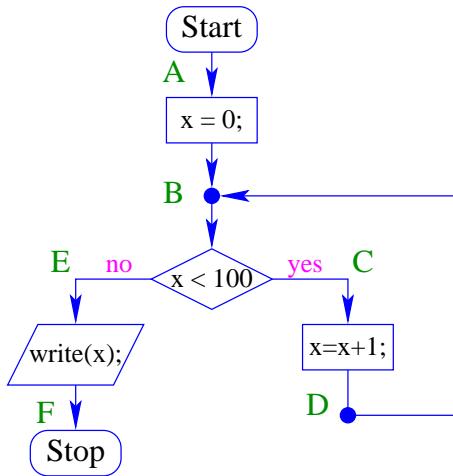 Start
A
x = 0;
B
E no x < 100 yes C
write(x); x=x+1;
F D
Stop